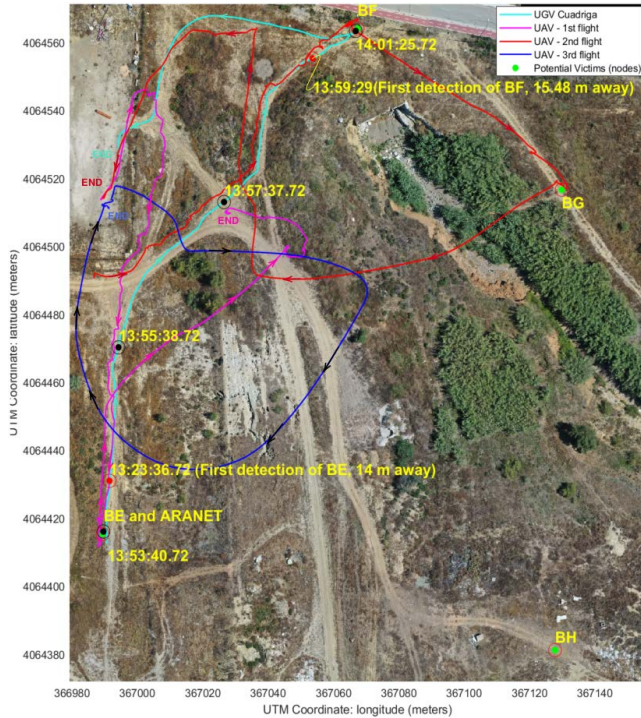 UGV Cuadriga
UAV - 1st flight
UAV - 2nd flight
UAV - 3rd flight
Potential Victims (nodes)
BF
14:01:25.72
13:59:29(First detection of BF, 15.48 m away)
END
END
END
13:57:37.72
END
BG
13:55:38.72
13:23:36.72 (First detection of BE, 14 m away)
BE and ARANET
13:53:40.72
BH
UTM Coordinate: latitude (meters)
4064560
4064540
4064520
4064500
4064480
4064460
4064440
4064420
4064400
4064380
366980 367000 367020 367040 367060 367080 367100 367120 367140
UTM Coordinate: longitude (meters)